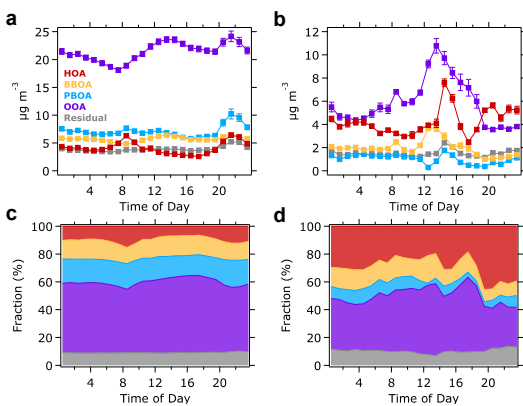 a
25
20
15
10
5
0
µg m⁻³
HOA
BBOA
PBOA
OOA
Residual
4 8 12 16 20
Time of Day
b
12
10
8
6
4
2
0
µg m⁻³
4 8 12 16 20
Time of Day
c
100
80
60
40
20
0
Fraction (%)
4 8 12 16 20
Time of Day
d
100
80
60
40
20
0
Fraction (%)
4 8 12 16 20
Time of Day